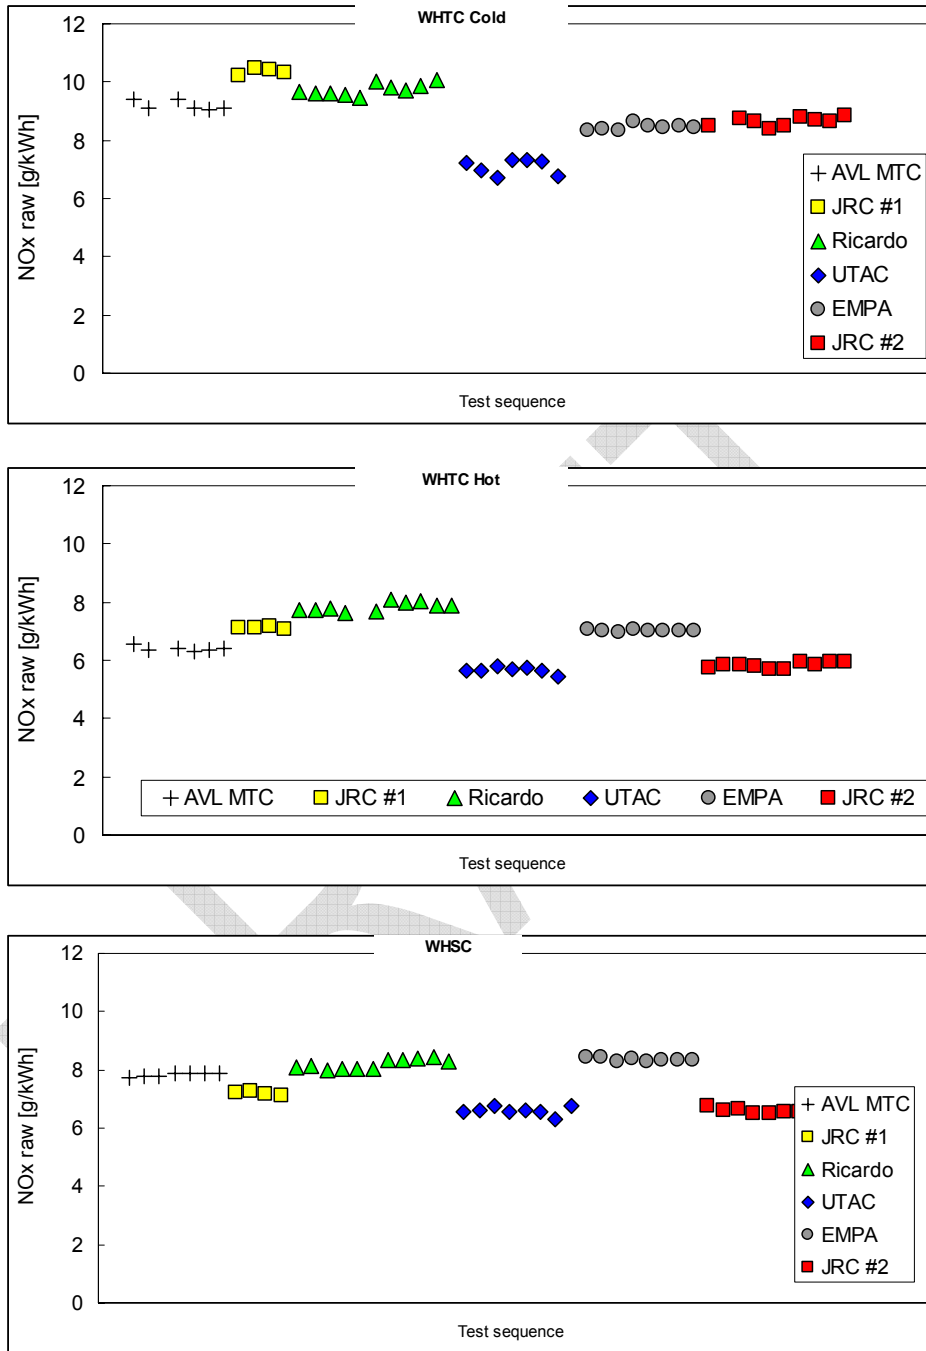 WHTC Cold
12
10
8
6
4
2
0
NOx raw [g/kWh]
AVL MTC
JRC #1
Ricardo
UTAC
EMPA
JRC #2
Test sequence
WHTC Hot
12
10
8
6
4
2
0
NOx raw [g/kWh]
AVL MTC JRC #1 Ricardo UTAC EMPA JRC #2
Test sequence
WHSC
12
10
8
6
4
2
0
NOx raw [g/kWh]
AVL MTC
JRC #1
Ricardo
UTAC
EMPA
JRC #2
Test sequence